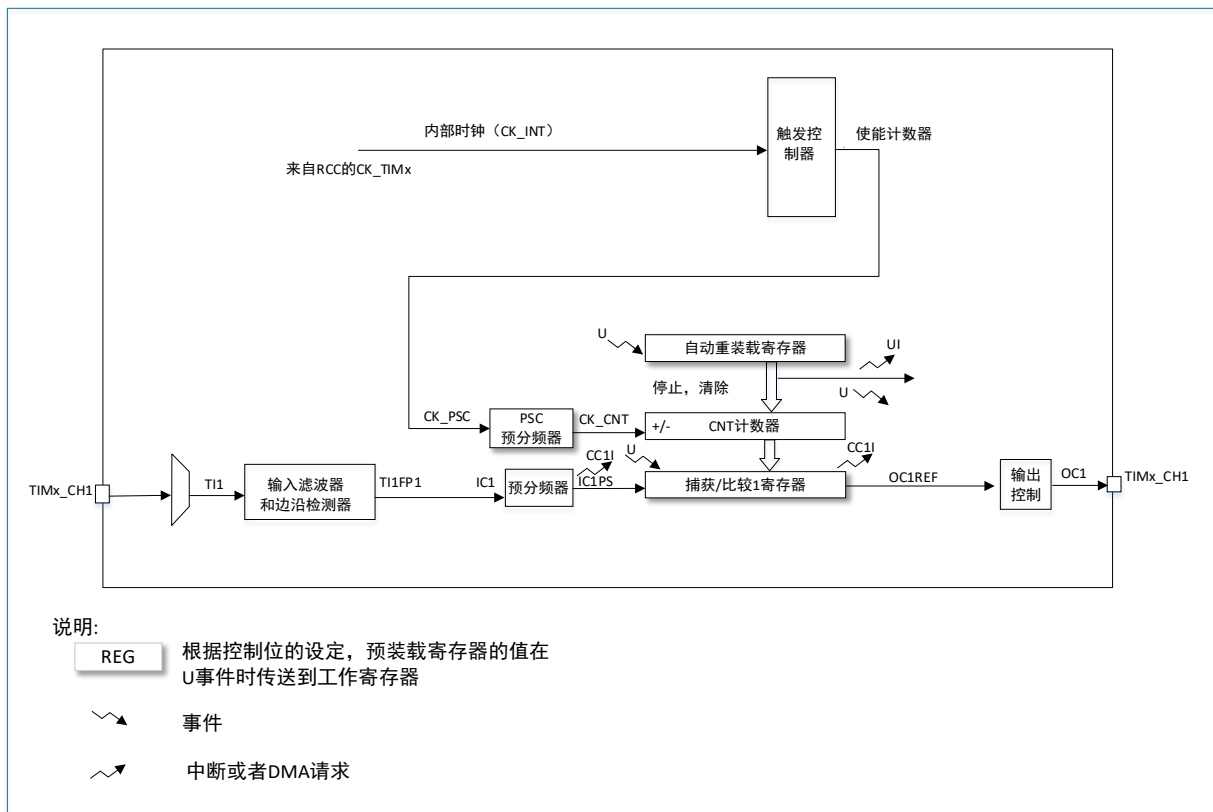 内部时钟（CK_INT）
来自RCC的CK_TIMx
触发控
制器
使能计数器
U
自动重装载寄存器
UI
停止，清除
U
CK_PSC
PSC
预分频器
CK_CNT
+/-
CNT计数器
CC1I
U
CC1I
TIMx_CH1
TI1
输入滤波器
和边沿检测器
TI1FP1
IC1
预分频器
IC1PS
捕获/比较1寄存器
OC1REF
输出
控制
OC1
TIMx_CH1
说明:
REG
根据控制位的设定，预装载寄存器的值在
U事件时传送到工作寄存器
事件
中断或者DMA请求